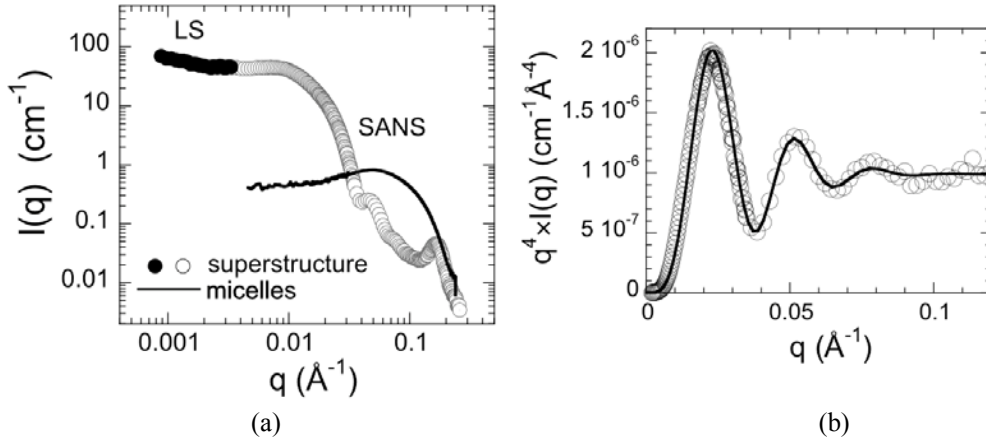 LS
SANS
superstructure
micelles
I(q) (cm⁻¹)
100
10
1
0.1
0.01
0.001 0.01 0.1
q (Å⁻¹)
(a)
q⁴×I(q) (cm⁻¹Å⁻⁴)
2 10⁻⁶
1.5 10⁻⁶
1 10⁻⁶
5 10⁻⁷
0
0 0.05 0.1
q (Å⁻¹)
(b)